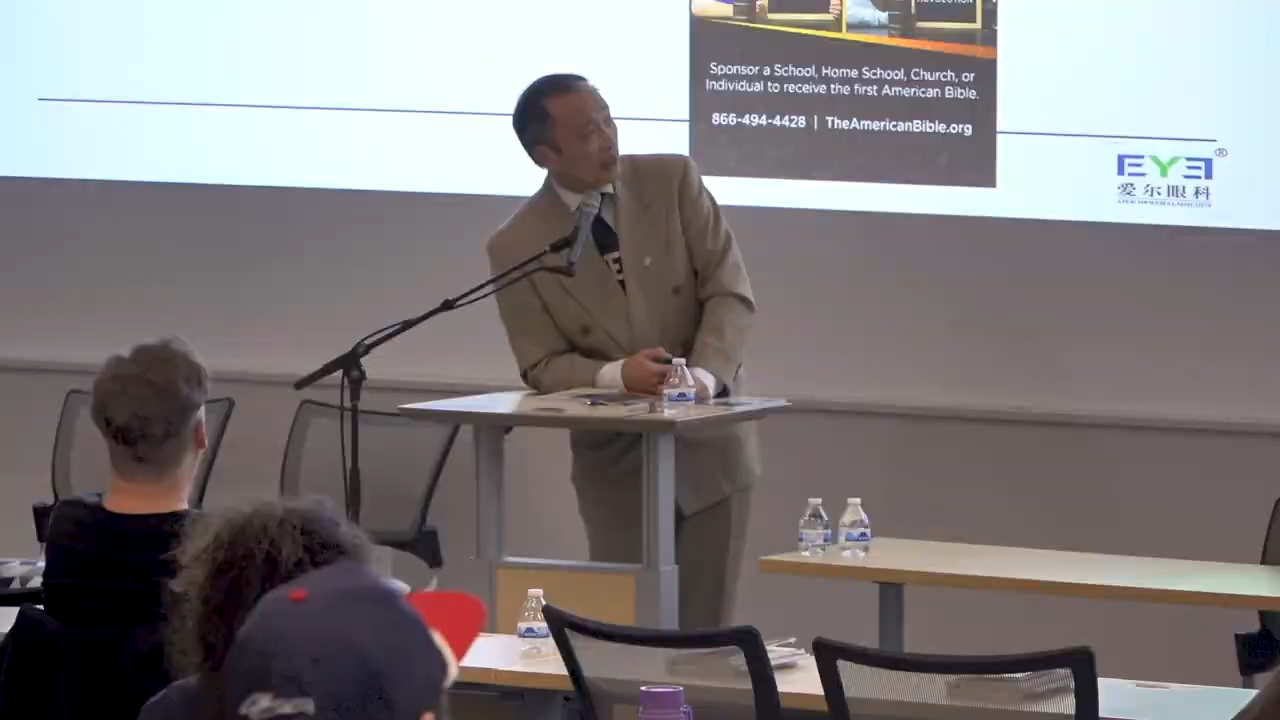 REVOLUTION
Sponsor a School, Home School, Church, or
Individual to receive the first American Bible.
866-494-4428 | TheAmericanBible.org
EYE®
爱尔眼科